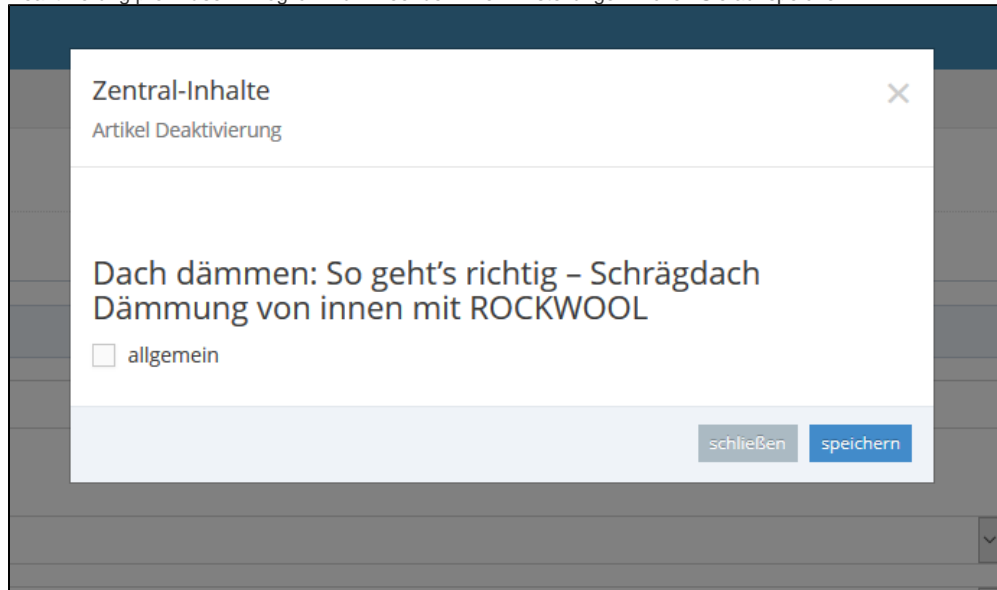 Zentral-Inhalte
Artikel Deaktivierung
Dach dämmen: So geht’s richtig – Schrägdach
Dämmung von innen mit ROCKWOOL
allgemein
schließen speichern